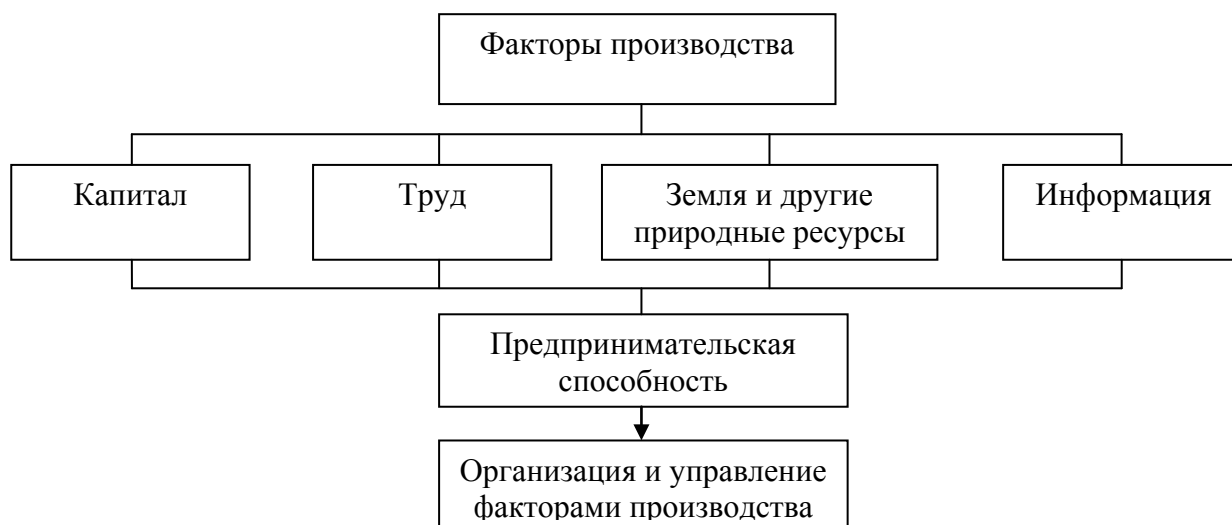 Факторы производства
Капитал
Труд
Земля и другие
природные ресурсы
Информация
Предпринимательская
способность
Организация и управление
факторами производства